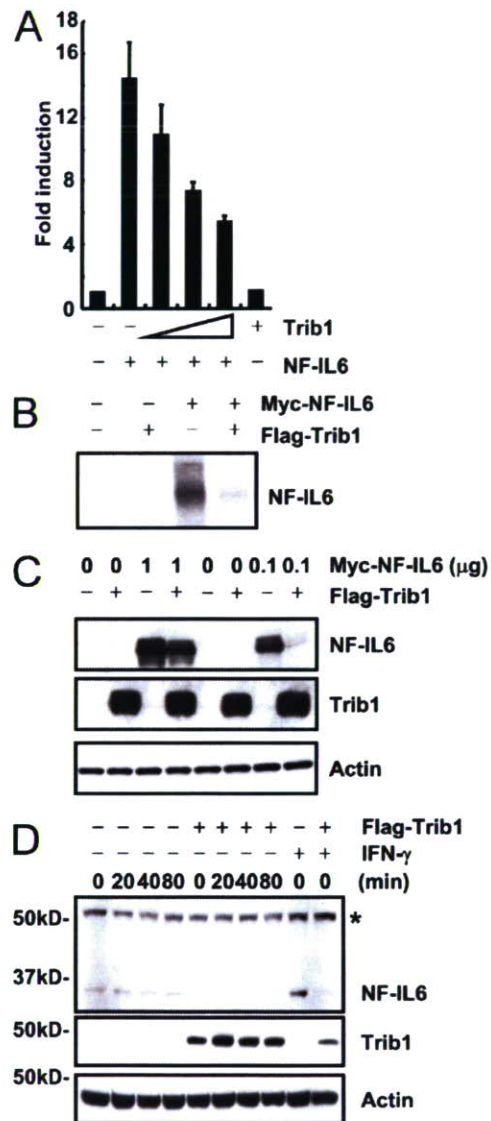 A
18
16
12
8
4
0
Fold induction
– – + Trib1
– + + + + – NF-IL6
B
– – + + Myc-NF-IL6
– + – + Flag-Trib1
NF-IL6
C
0 0 1 1 0 0 0.1 0.1 Myc-NF-IL6 (μg)
– + – + – + – + Flag-Trib1
NF-IL6
Trib1
Actin
D
– – – – + + + + – + Flag-Trib1
– – – – – – – – + + IFN-γ
0 20 40 80 0 20 40 80 0 0 (min)
50kD- *
37kD-
NF-IL6
50kD- Trib1
50kD-
Actin